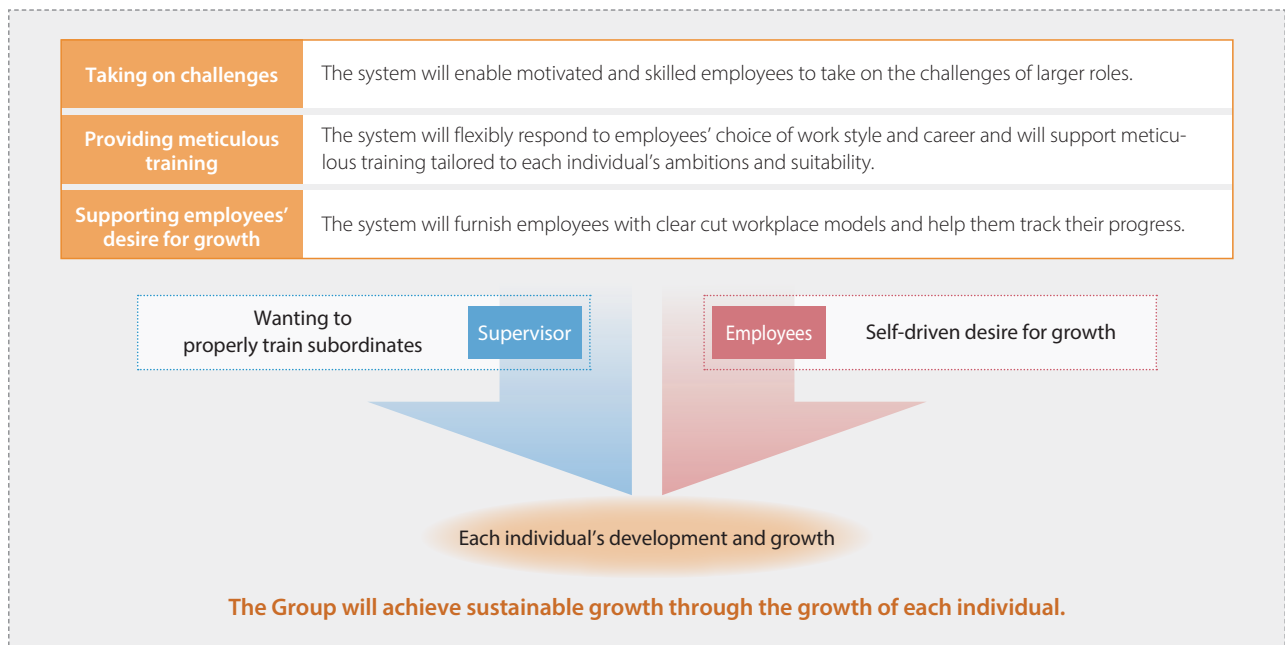 Taking on challenges
The system will enable motivated and skilled employees to take on the challenges of larger roles.
Providing meticulous
training
The system will flexibly respond to employees’ choice of work style and career and will support meticu-
lous training tailored to each individual’s ambitions and suitability.
Supporting employees’
desire for growth
The system will furnish employees with clear cut workplace models and help them track their progress.
Wanting to
properly train subordinates
Supervisor
Employees
Self-driven desire for growth
Each individual’s development and growth
The Group will achieve sustainable growth through the growth of each individual.